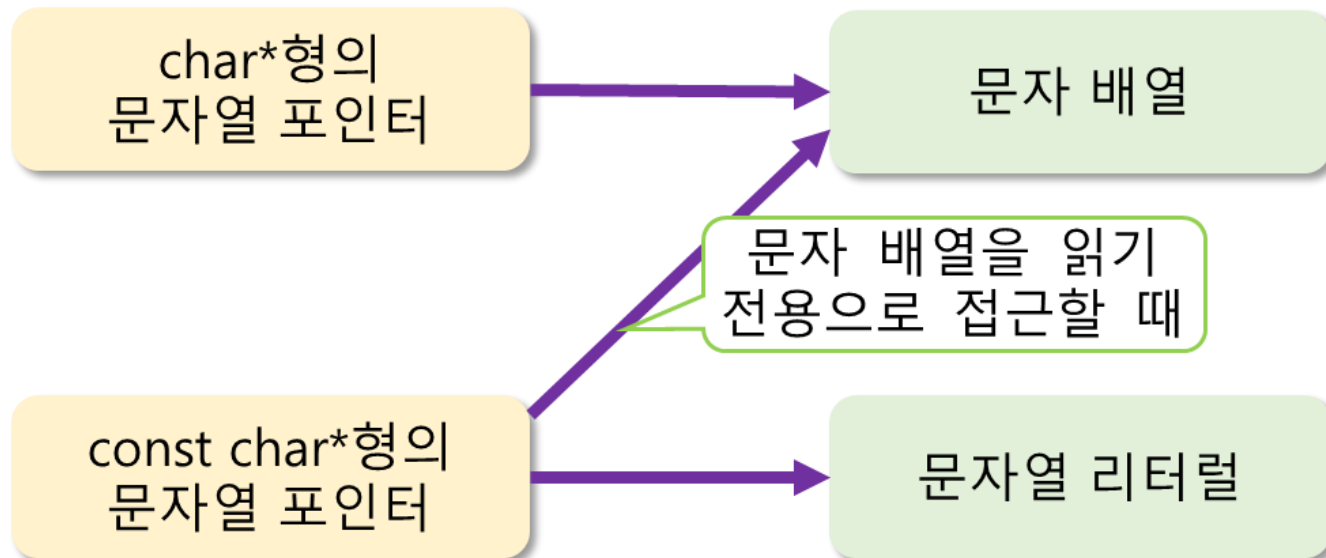 char*형의
문자열 포인터
문자 배열
문자 배열을 읽기
전용으로 접근할 때
const char*형의
문자열 포인터
문자열 리터럴